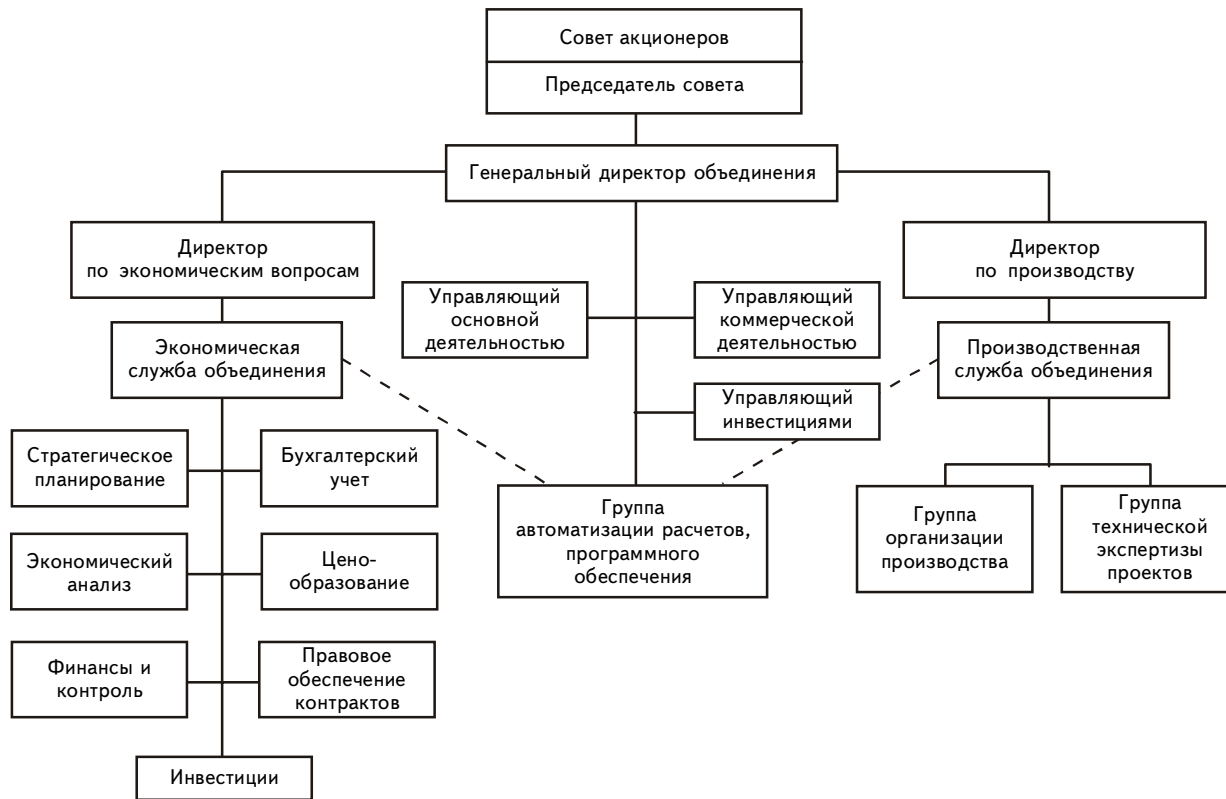 Совет акционеров
Председатель совета
Генеральный директор объединения
Директор
по экономическим вопросам
Директор
по производству
Управляющий
основной
деятельностью
Управляющий
коммерческой
деятельностью
Экономическая
служба объединения
Производственная
служба объединения
Управляющий
инвестициями
Стратегическое
планирование
Бухгалтерский
учет
Группа
автоматизации расчетов,
программного
обеспечения
Группа
организации
производства
Группа
технической
экспертизы
проектов
Экономический
анализ
Цено-
образование
Финансы и
контроль
Правовое
обеспечение
контрактов
Инвестиции